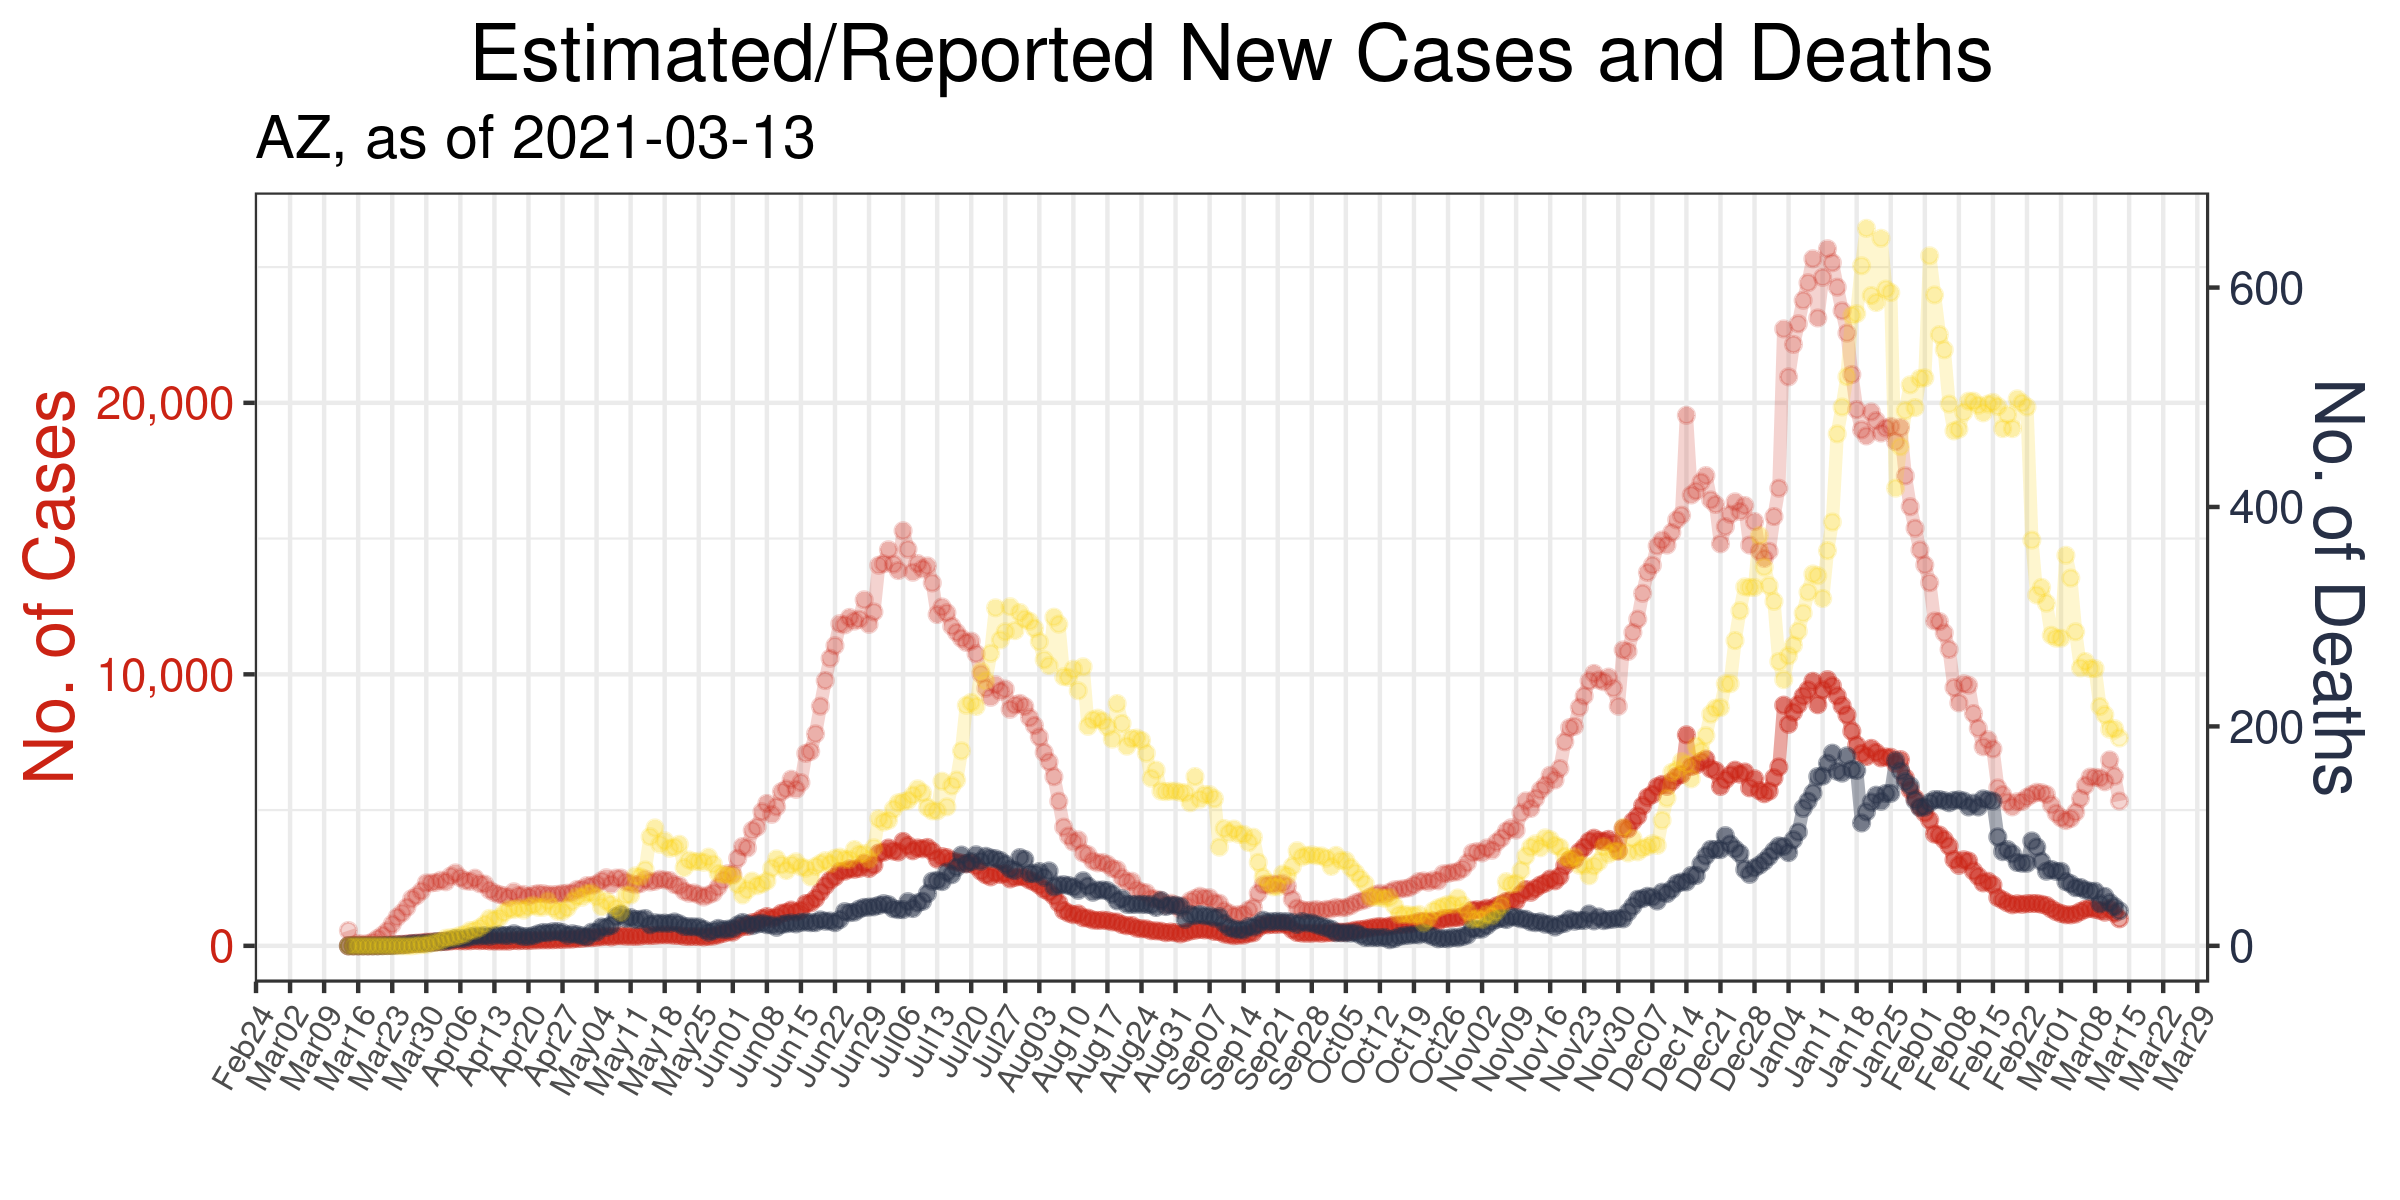 Estimated/Reported New Cases and Deaths
AZ, as of 2021-03-13
No. of Cases
20,000
10,000
0
600
400
200
0
No. of Deaths
Feb24
Mar02
Mar09
Mar16
Mar23
Mar30
Apr06
Apr13
Apr20
Apr27
May04
May11
May18
May25
Jun01
Jun08
Jun15
Jun22
Jun29
Jul06
Jul13
Jul20
Jul27
Aug03
Aug10
Aug17
Aug24
Aug31
Sep07
Sep14
Sep21
Sep28
Oct05
Oct12
Oct19
Oct26
Nov02
Nov09
Nov16
Nov23
Nov30
Dec07
Dec14
Dec21
Dec28
Jan04
Jan11
Jan18
Jan25
Feb01
Feb08
Feb15
Feb22
Mar01
Mar08
Mar15
Mar22
Mar29